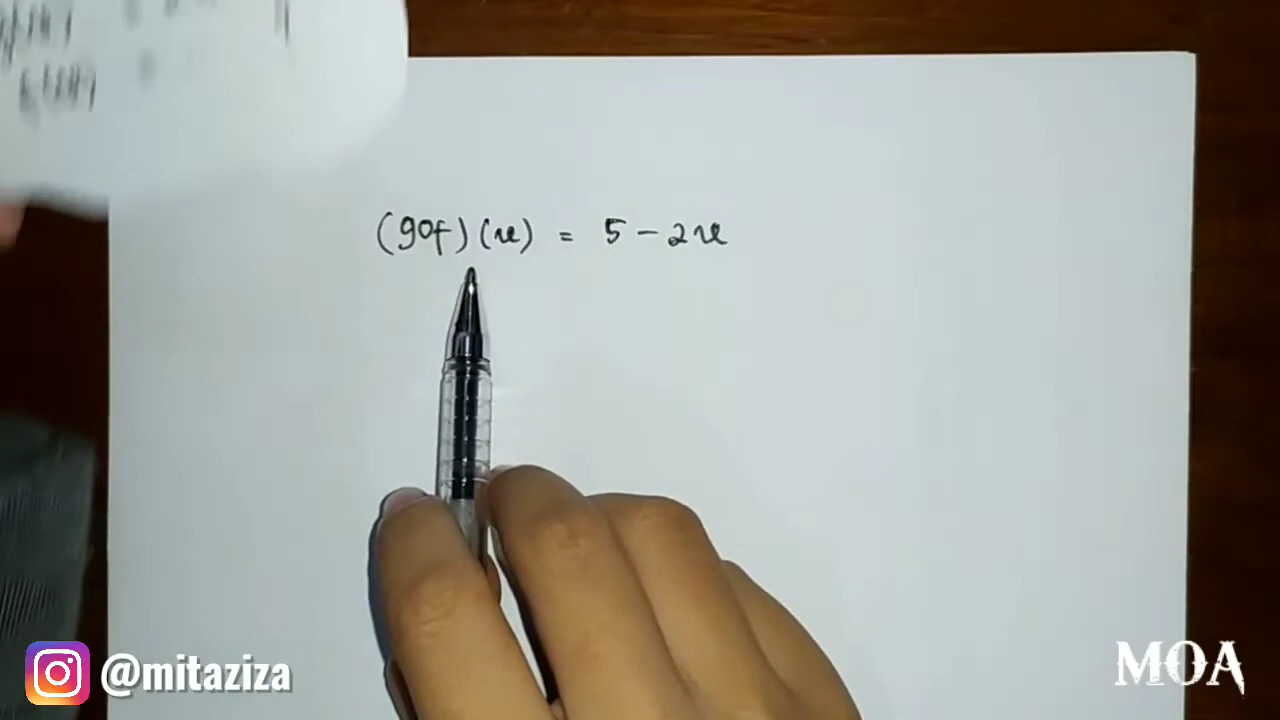 (gof)(x) = 5 - 2x
@mitaziza
MOA